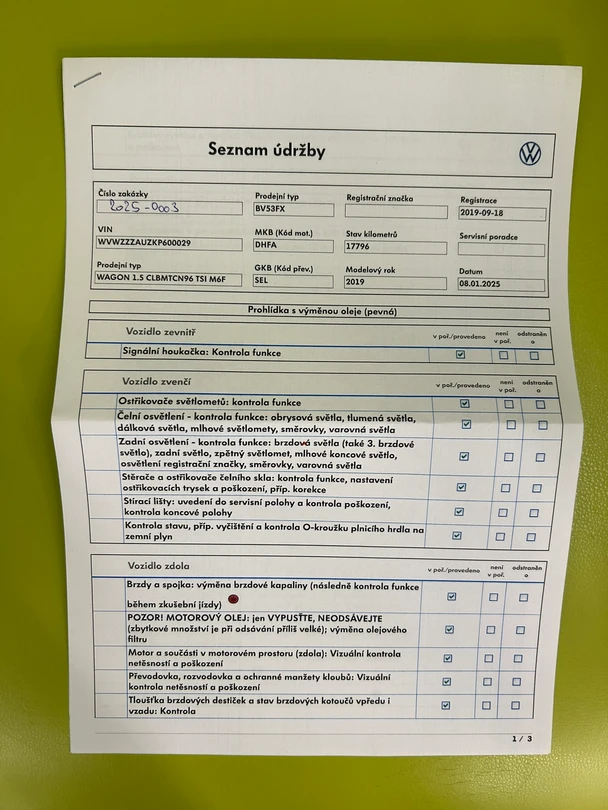 Seznam údržby
Číslo zakázky
2025-0003
Prodejní typ
BV53FX
Registrační značka
Registrace
2019-09-18
VIN
WVWZZZAUZKP600029
MKB (Kód mot.)
DHFA
Stav kilometrů
17796
Servisní poradce
Prodejní typ
WAGON 1.5 CLBMTCN96 TSI M6F
GKB (Kód přev.)
SEL
Modelový rok
2019
Datum
08.01.2025
Prohlídka s výměnou oleje (pevná)
Vozidlo zevnitř
v poř./provedeno
není
v poř.
odstraněn
o
Signální houkačka: Kontrola funkce
Vozidlo zvenčí
v poř./provedeno
není
v poř.
odstraněn
o
Ostřikovače světlometů: kontrola funkce
Čelní osvětlení - kontrola funkce: obrysová světla, tlumená světla,
dálková světla, mlhové světlomety, směrovky, varovná světla
Zadní osvětlení - kontrola funkce: brzdová světla (také 3. brzdové
světlo), zadní světlo, zpětný světlomet, mlhové koncové světlo,
osvětlení registrační značky, směrovky, varovná světla
Stěrače a ostřikovače čelního skla: kontrola funkce, nastavení
ostřikovacích trysek a poškození, příp. korekce
Stírací lišty: uvedení do servisní polohy a kontrola poškození,
kontrola koncové polohy
Kontrola stavu, příp. vyčištění a kontrola O-kroužku plnicího hrdla na
zemní plyn
Vozidlo zdola
v poř./provedeno
není
v poř.
odstraněn
o
Brzdy a spojka: výměna brzdové kapaliny (následně kontrola funkce
během zkušební jízdy)
POZOR! MOTOROVÝ OLEJ: jen VYPUSŤTE, NEODSÁVEJTE
(zbytkové množství je při odsávání příliš velké); výměna olejového
filtru
Motor a součásti v motorovém prostoru (zdola): Vizuální kontrola
netěsností a poškození
Převodovka, rozvodovka a ochranné manžety kloubů: Vizuální
kontrola netěsností a poškození
Tloušťka brzdových destiček a stav brzdových kotoučů vpředu i
vzadu: Kontrola
1 / 3